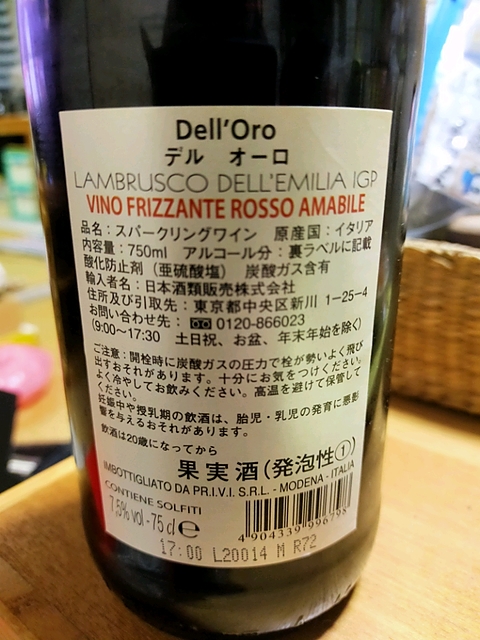 Dell'Oro
デル オーロ
LAMBRUSCO DELL'EMILIA IGP
VINO FRIZZANTE ROSSO AMABILE
品名：スパークリングワイン 原産国：イタリア
内容量：750ml アルコール分：裏ラベルに記載
酸化防止剤（亜硫酸塩） 炭酸ガス含有
輸入者名：日本酒類販売株式会社
住所及び引取先：東京都中央区新川 1-25-4
お問い合わせ先： 0120-866023
(9:00～17:30 土日祝、お盆、年末年始を除く)
ご注意：開栓時に炭酸ガスの圧力で栓が勢いよく飛び
出すおそれがあります。十分にお気をつけください。
よく冷やしてお飲みください。高温を避けて保管して
ください。
妊娠中や授乳期の飲酒は、胎児・乳児の発育に悪影
響を与えるおそれがあります。
飲酒は20歳になってから
果実酒(発泡性①)
IMBOTTIGLIATO DA PR.I.V.I. S.R.L. - MODENA - ITALIA
CONTIENE SOLFITI
7,5% vol - 75 cl e
4 904339 996798
17:00 L20014 M R72